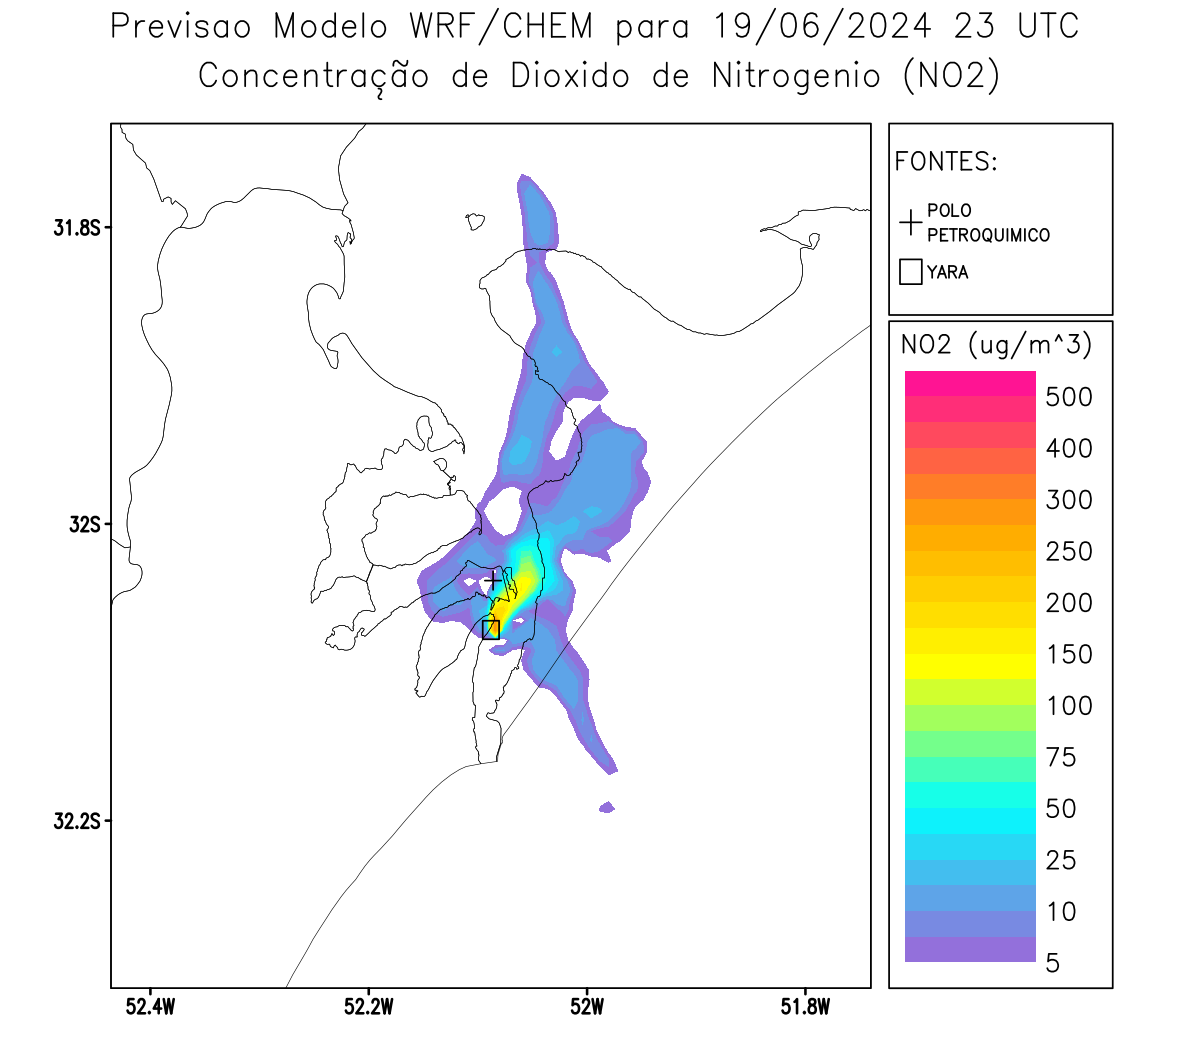 Previsao Modelo WRF/CHEM para 19/06/2024 23 UTC
Concentração de Dioxido de Nitrogenio (NO2)
FONTES:
POLO
PETROQUIMICO
YARA
NO2 (ug/m^3)
500
400
300
250
200
150
100
75
50
25
10
5
31.8S
32S
32.2S
52.4W
52.2W
52W
51.8W